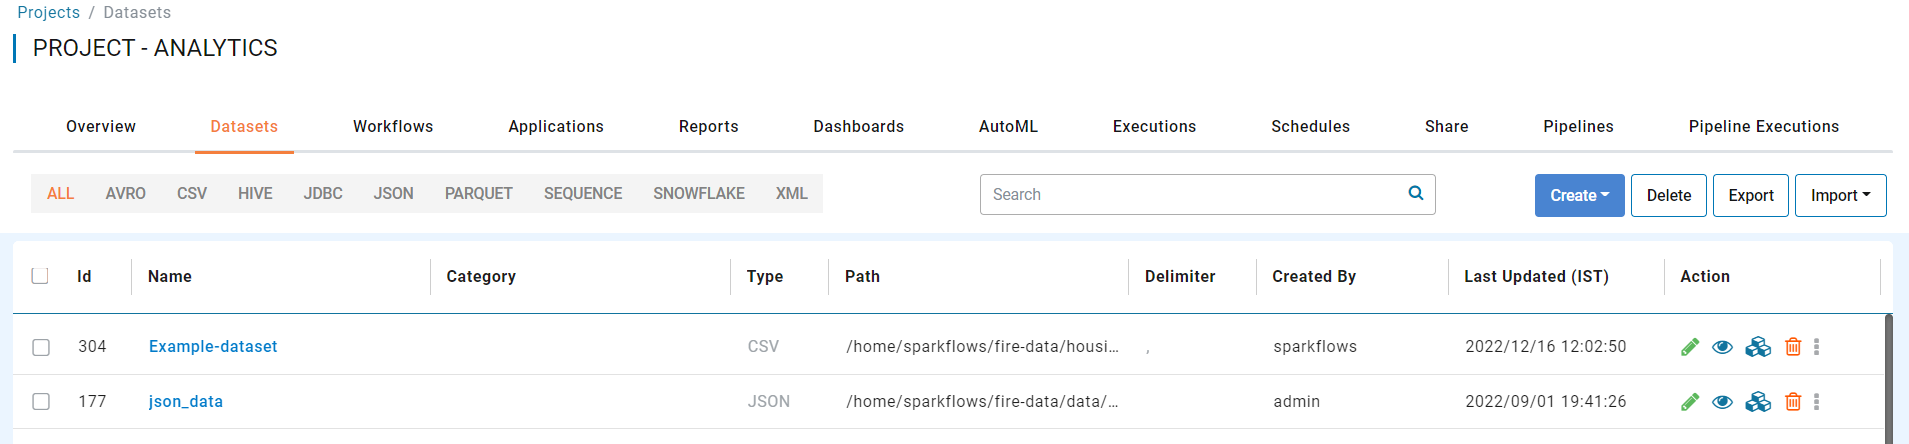 Projects / Datasets
PROJECT - ANALYTICS
Overview Datasets Workflows Applications Reports Dashboards AutoML Executions Schedules Share Pipelines Pipeline Executions
ALL AVRO CSV HIVE JDBC JSON PARQUET SEQUENCE SNOWFLAKE XML Search Create Delete Export Import
Id Name Category Type Path Delimiter Created By Last Updated (IST) Action
304 Example-dataset CSV /home/sparkflows/fire-data/housi... , sparkflows 2022/12/16 12:02:50
177 json_data JSON /home/sparkflows/fire-data/data/... admin 2022/09/01 19:41:26